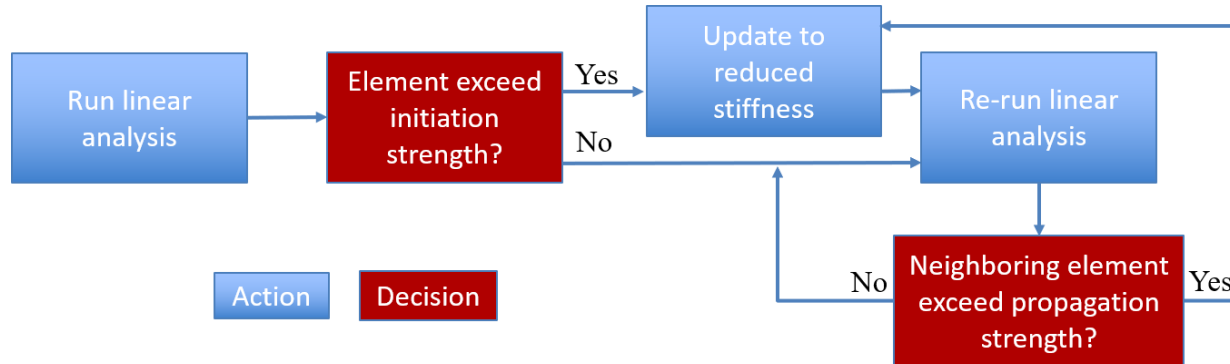 Run linear
analysis
Element exceed
initiation
strength?
Yes
No
Update to
reduced
stiffness
Re-run linear
analysis
Neighboring element
exceed propagation
strength?
No
Yes
Action
Decision